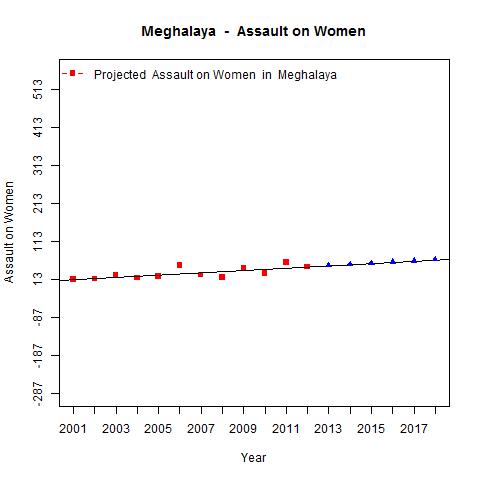 Meghalaya - Assault on Women
Projected Assault on Women in Meghalaya
513
413
313
213
113
13
-87
-187
-287
Assault on Women
2001 2003 2005 2007 2009 2011 2013 2015 2017
Year